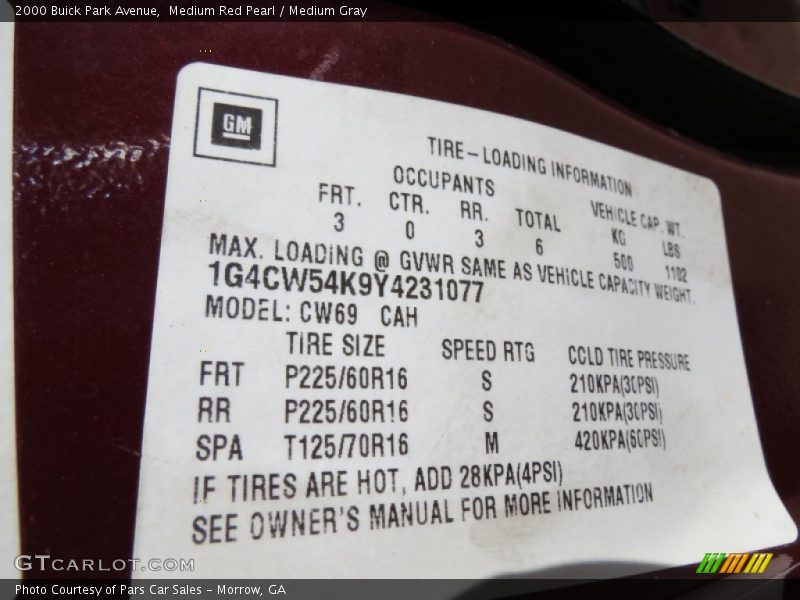 2000 Buick Park Avenue, Medium Red Pearl / Medium Gray
GM
TIRE-LOADING INFORMATION
OCCUPANTS VEHICLE CAP. WT.
FRT. CTR. RR. TOTAL KG LBS
3 0 3 6 500 1102
MAX. LOADING @ GVWR SAME AS VEHICLE CAPACITY WEIGHT.
1G4CW54K9Y4231077
MODEL: CW69 CAH
TIRE SIZE SPEED RTG COLD TIRE PRESSURE
FRT P225/60R16 S 210KPA(30PSI)
RR P225/60R16 S 210KPA(30PSI)
SPA T125/70R16 M 420KPA(60PSI)
IF TIRES ARE HOT, ADD 28KPA(4PSI)
SEE OWNER'S MANUAL FOR MORE INFORMATION
GTCARLOT.COM
Photo Courtesy of Pars Car Sales - Morrow, GA